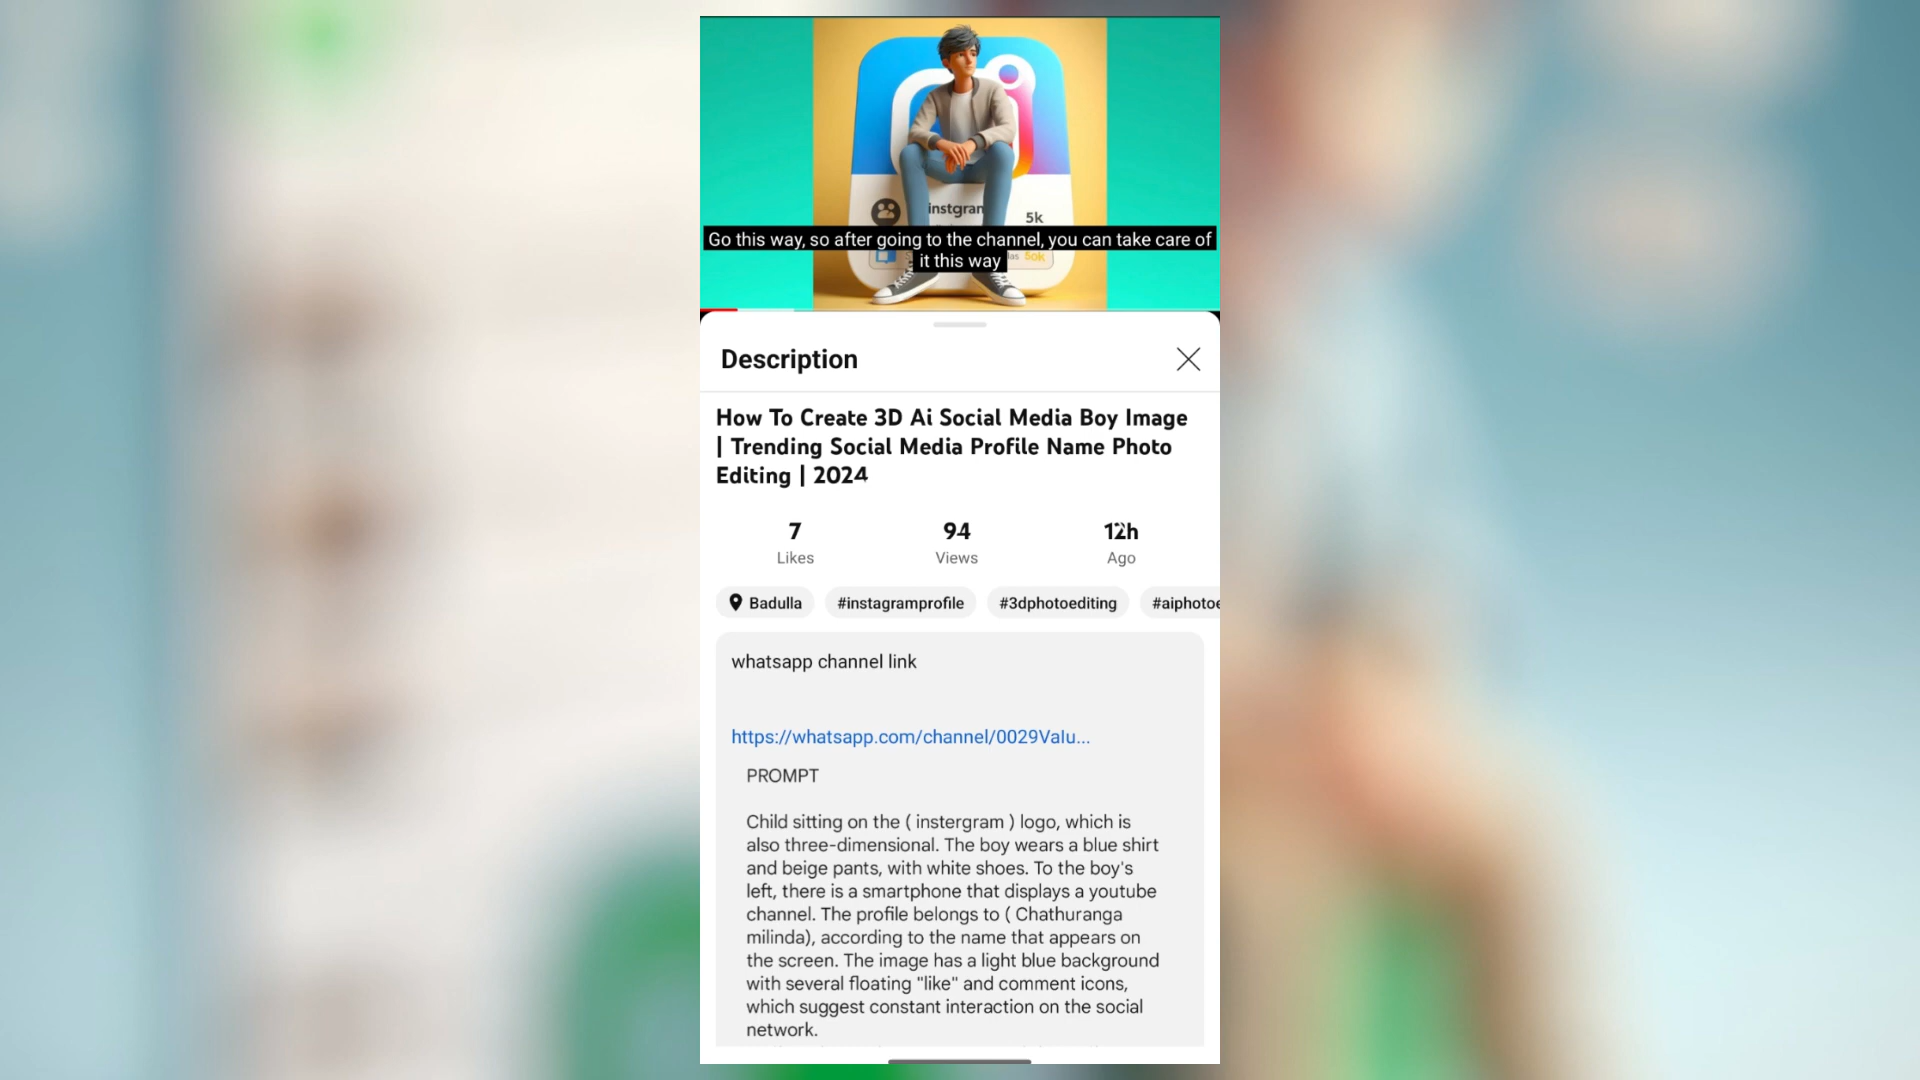 instgran
5k
Go this way, so after going to the channel, you can take care of
it this way
las 50k
Description
How To Create 3D Ai Social Media Boy Image
| Trending Social Media Profile Name Photo
Editing | 2024
7 94 12h
Likes Views Ago
Badulla #instagramprofile #3dphotoediting #aiphotoe
whatsapp channel link
https://whatsapp.com/channel/0029Valu...
PROMPT
Child sitting on the ( instergram ) logo, which is
also three-dimensional. The boy wears a blue shirt
and beige pants, with white shoes. To the boy's
left, there is a smartphone that displays a youtube
channel. The profile belongs to ( Chathuranga
milinda), according to the name that appears on
the screen. The image has a light blue background
with several floating "like" and comment icons,
which suggest constant interaction on the social
network.